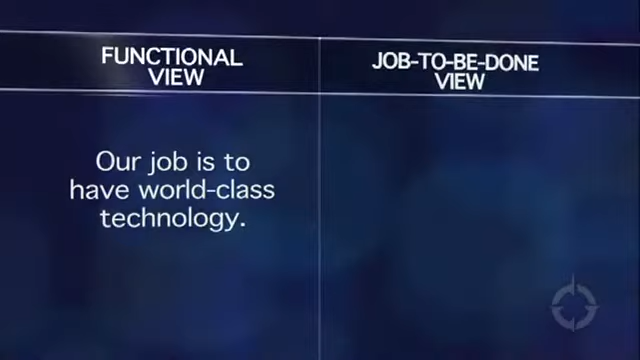 FUNCTIONAL
VIEW
JOB-TO-BE-DONE
VIEW
Our job is to
have world-class
technology.